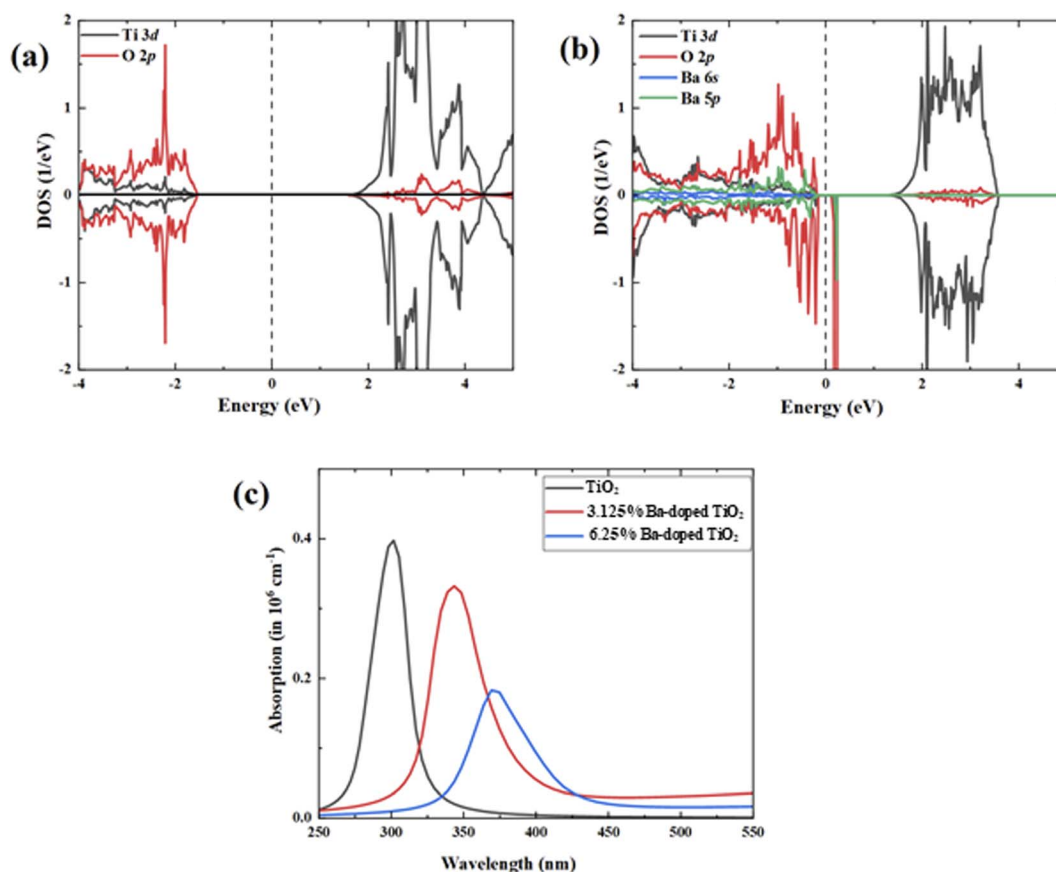 (a)
Ti 3d
O 2p
DOS (1/eV)
2
1
0
-1
-2
-4
-2
0
2
4
Energy (eV)
(b)
Ti 3d
O 2p
Ba 6s
Ba 5p
DOS (1/eV)
2
1
0
-1
-2
-4
-2
0
2
4
Energy (eV)
(c)
TiO₂
3.125% Ba-doped TiO₂
6.25% Ba-doped TiO₂
Absorption (in 10⁶ cm⁻¹)
0.4
0.2
0.0
250
300
350
400
450
500
550
Wavelength (nm)